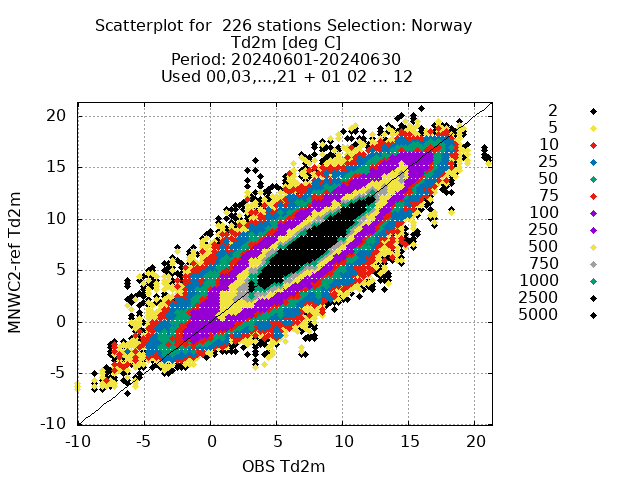 Scatterplot for  226 stations Selection: Norway
Td2m [deg C]
Period: 20240601-20240630
Used 00,03,...,21 + 01 02 ... 12
MNWC2-ref Td2m
20
15
10
5
0
-5
-10
-10 -5 0 5 10 15 20
OBS Td2m
2
5
10
25
50
75
100
250
500
750
1000
2500
5000